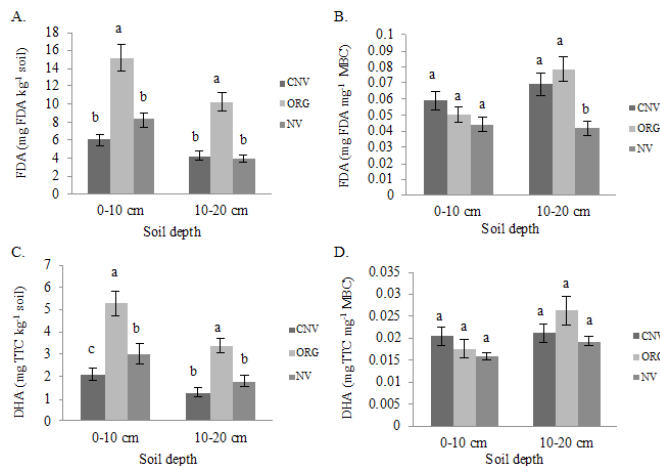 A.
FDA (mg FDA kg⁻¹ soil)
18
16
14
12
10
8
6
4
2
0
b a b
b a b
0-10 cm 10-20 cm
Soil depth
CNV
ORG
NV
B.
FDA (mg FDA mg⁻¹ MBC)
0.1
0.09
0.08
0.07
0.06
0.05
0.04
0.03
0.02
0.01
0
a a a
a a b
0-10 cm 10-20 cm
Soil depth
CNV
ORG
NV
C.
DHA (mg TTC kg⁻¹ soil)
7
6
5
4
3
2
1
0
c a b
b a b
0-10 cm 10-20 cm
Soil depth
CNV
ORG
NV
D.
DHA (mg TTC mg⁻¹ MBC)
0.035
0.03
0.025
0.02
0.015
0.01
0.005
0
a a a
a a a
0-10 cm 10-20 cm
Soil depth
CNV
ORG
NV